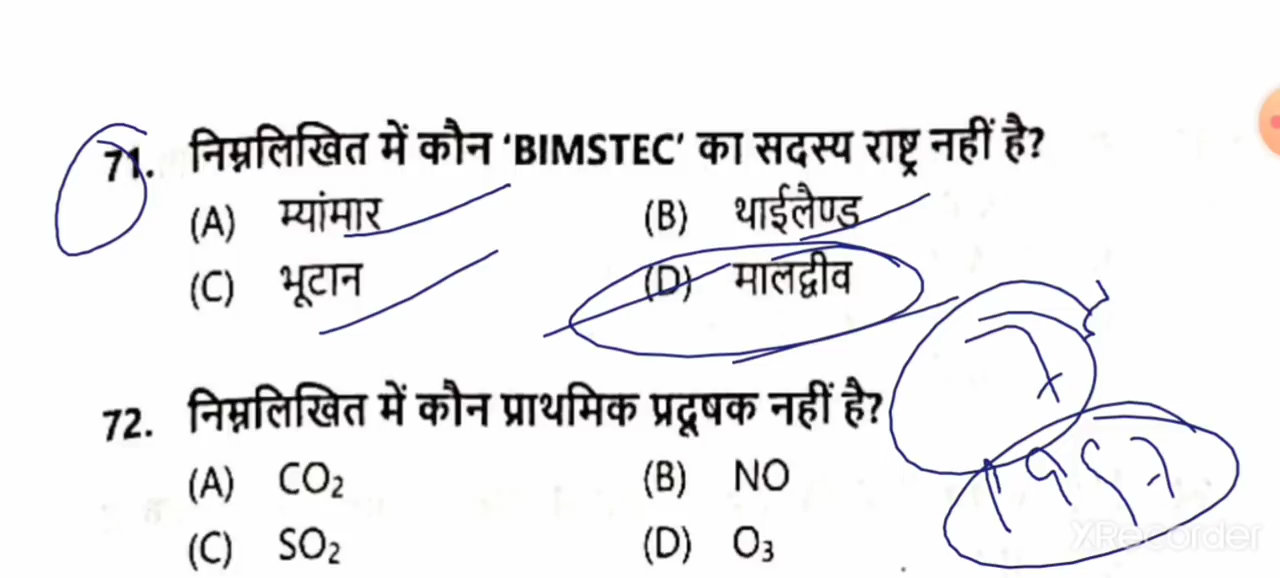 71. निम्नलिखित में कौन 'BIMSTEC' का सदस्य राष्ट्र नहीं है?
(A) म्यांमार (B) थाईलैण्ड
(C) भूटान (D) मालद्वीव
7
72. निम्नलिखित में कौन प्राथमिक प्रदूषक नहीं है?
(A) CO₂ (B) NO
(C) SO₂ (D) O₃
XRecorder